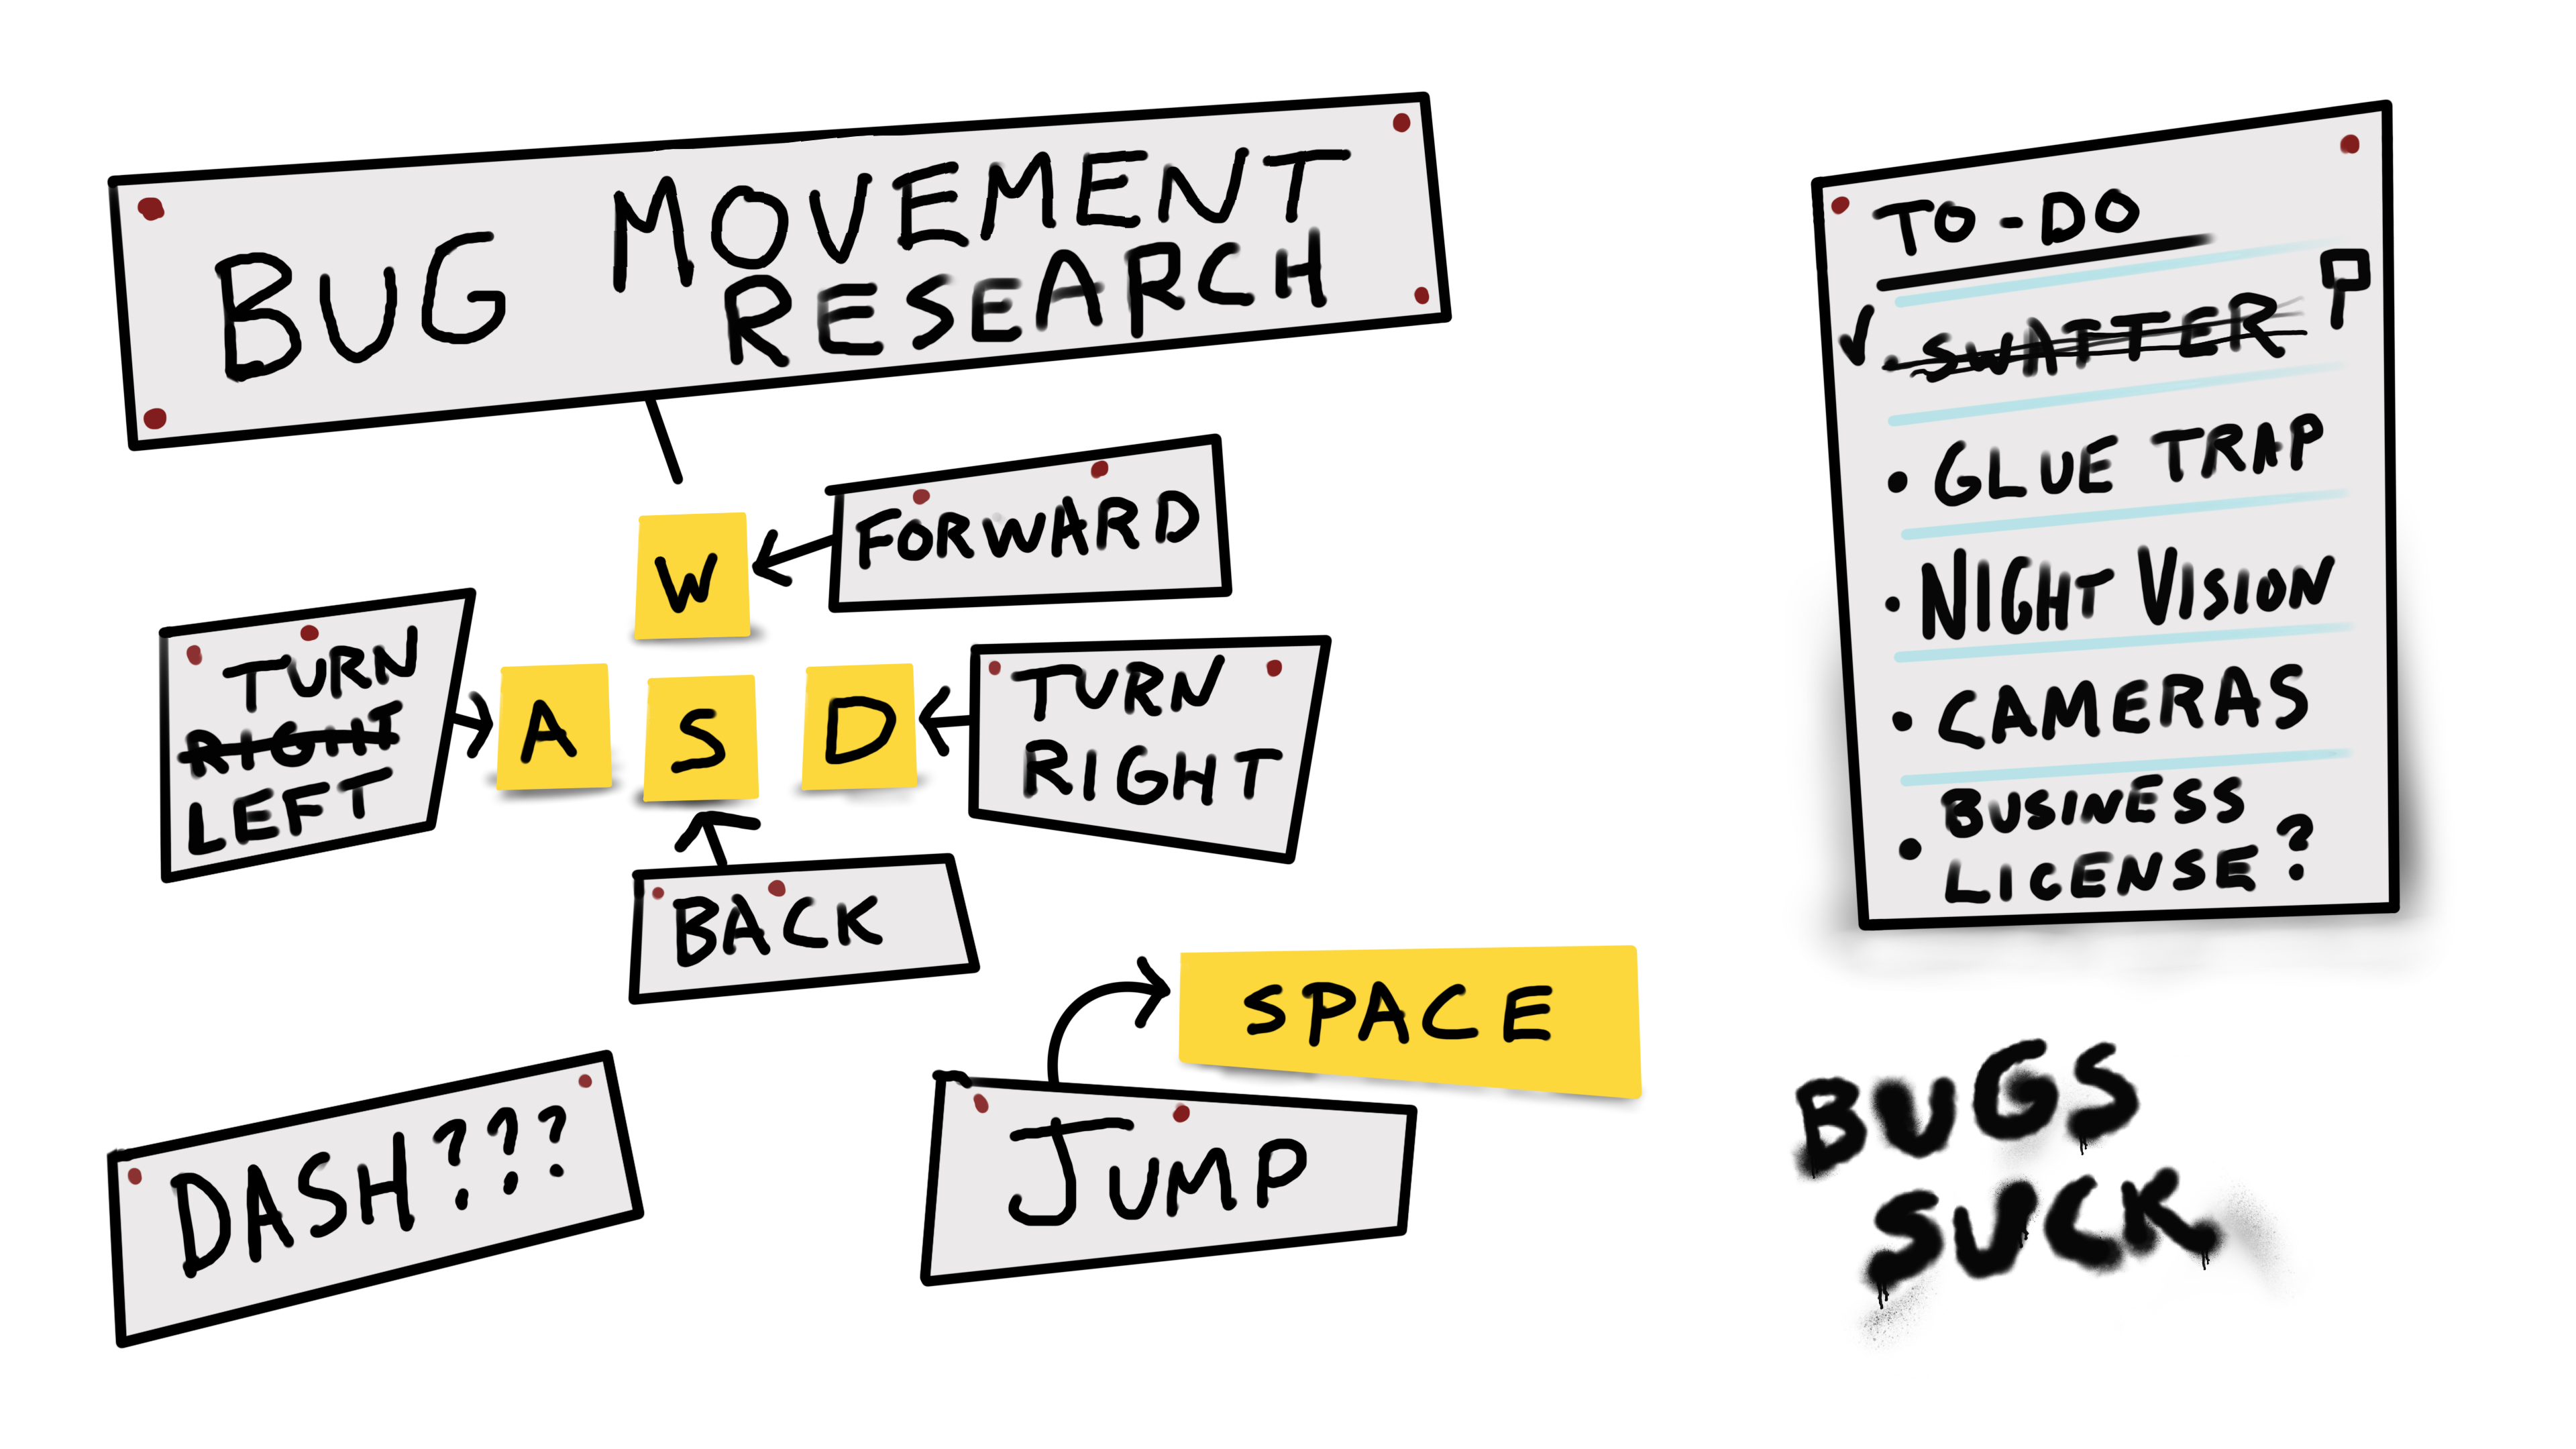 BUG MOVEMENT
RESEARCH
W
FORWARD
TURN
RIGHT
LEFT
A
S
D
TURN
RIGHT
BACK
SPACE
JUMP
DASH???
TO-DO
✓ • SWATTER
• GLUE TRAP
• NIGHT VISION
• CAMERAS
• BUSINESS
LICENSE?
BUGS
SUCK